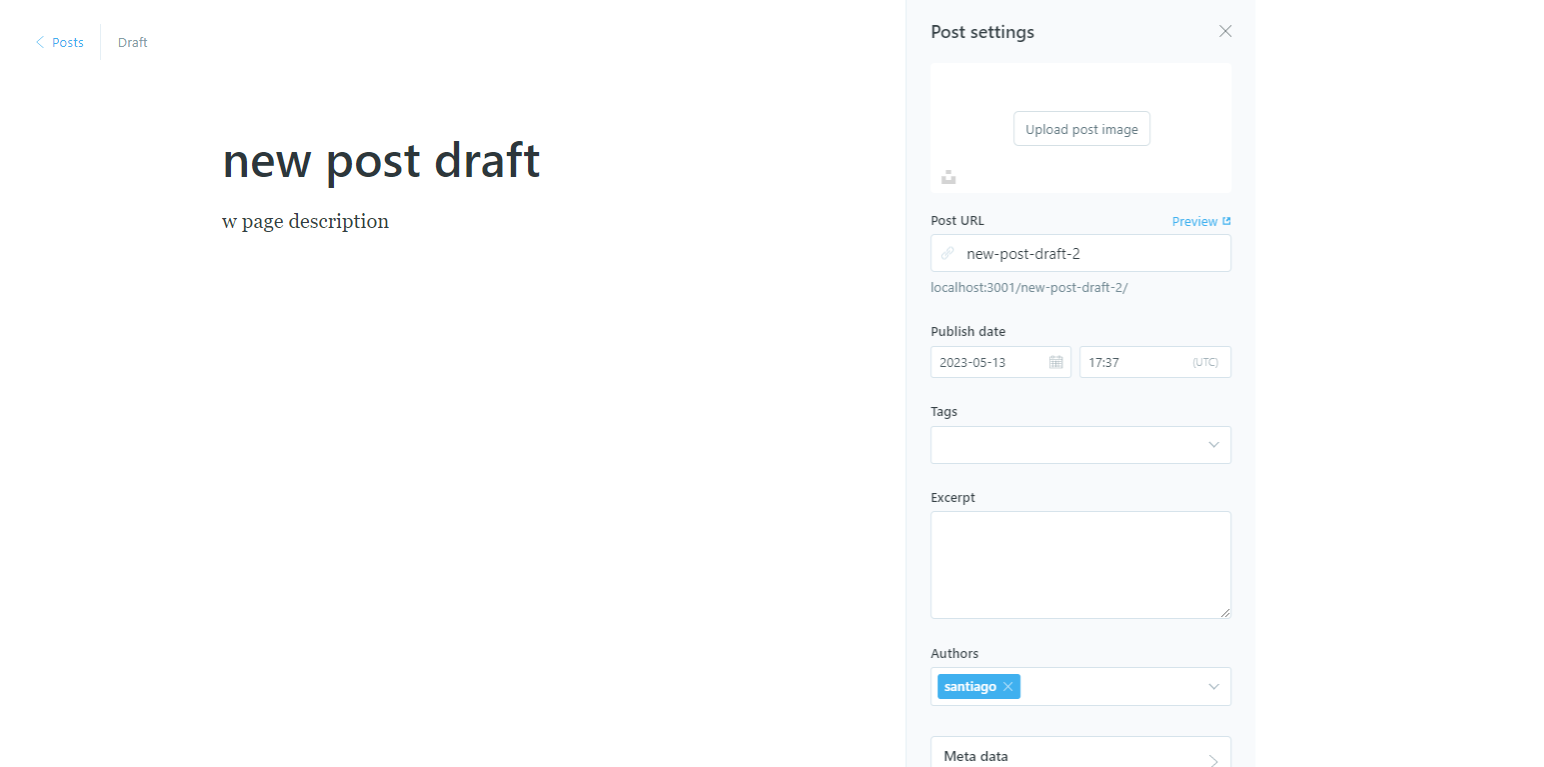 Posts
Draft
new post draft
w page description
Post settings
Upload post image
Post URL
Preview
new-post-draft-2
localhost:3001/new-post-draft-2/
Publish date
2023-05-13
17:37
(UTC)
Tags
Excerpt
Authors
santiago
Meta data